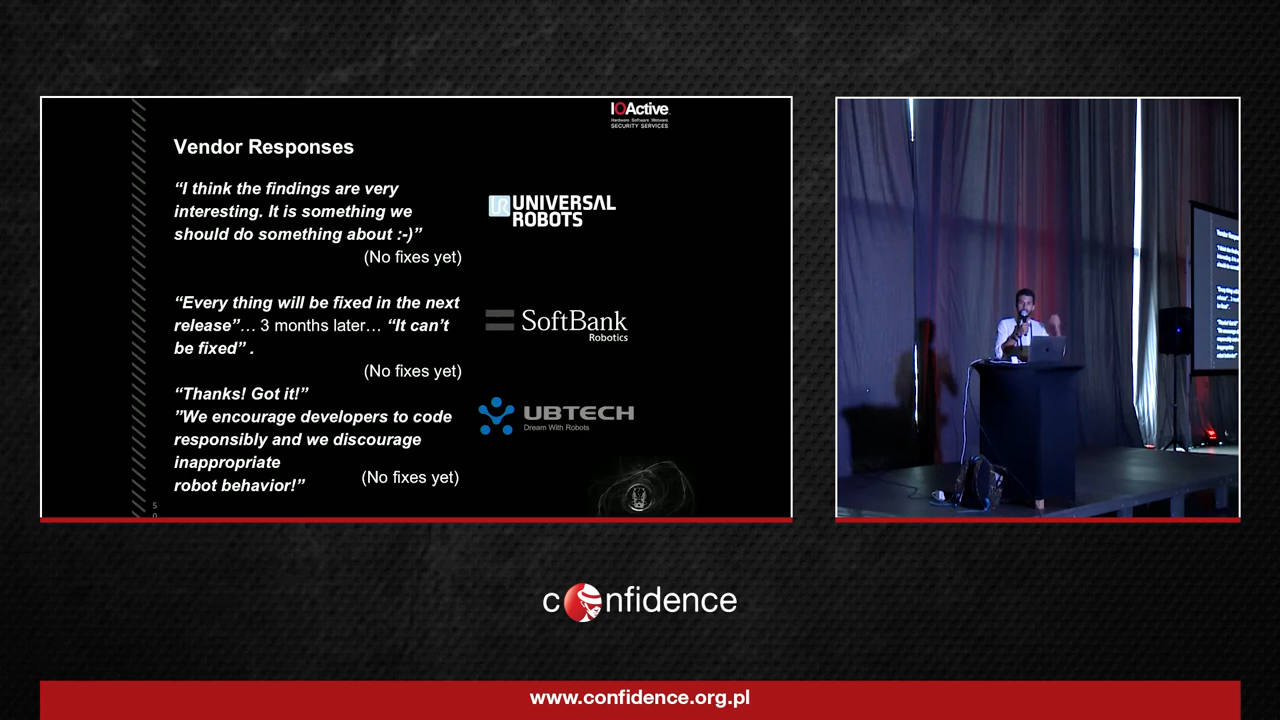 IOActive
Hardware Software Wetware
SECURITY SERVICES
Vendor Responses
“I think the findings are very
interesting. It is something we
should do something about :-)”
(No fixes yet)
UNIVERSAL
ROBOTS
“Every thing will be fixed in the next
release”… 3 months later… “It can’t
be fixed” .
(No fixes yet)
SoftBank
Robotics
“Thanks! Got it!”
”We encourage developers to code
responsibly and we discourage
inappropriate
robot behavior!”
(No fixes yet)
UBTECH
Dream With Robots
5
0
confidence
www.confidence.org.pl